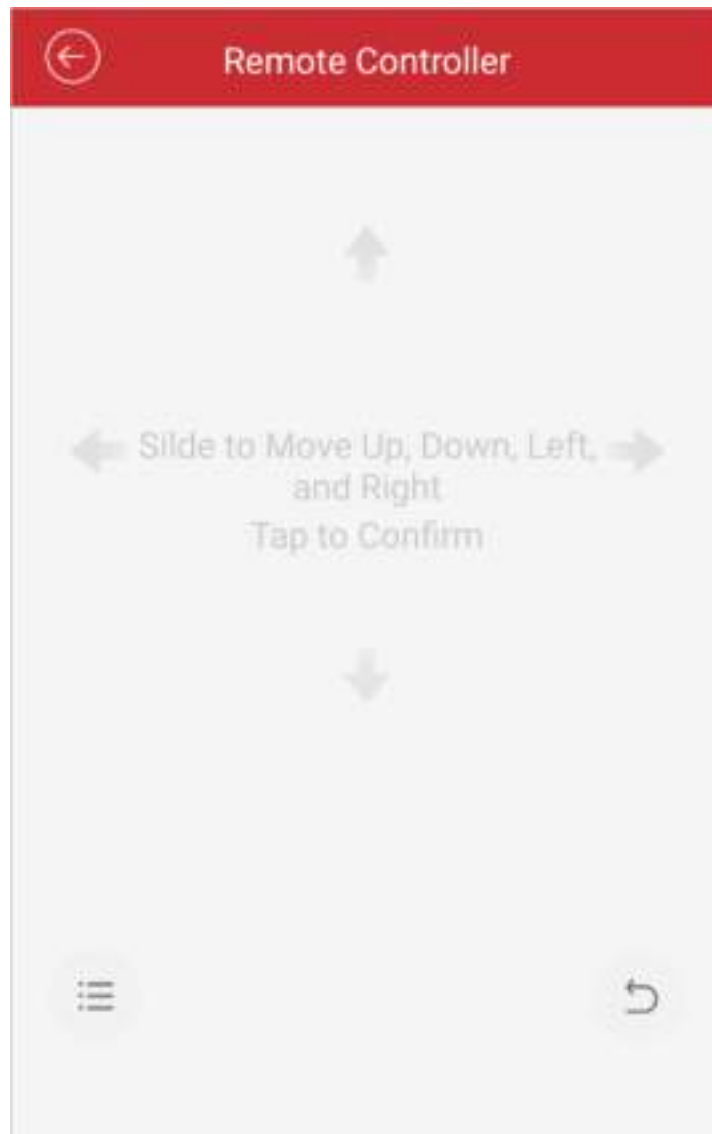 Remote Controller
Silde to Move Up, Down, Left,
and Right
Tap to Confirm